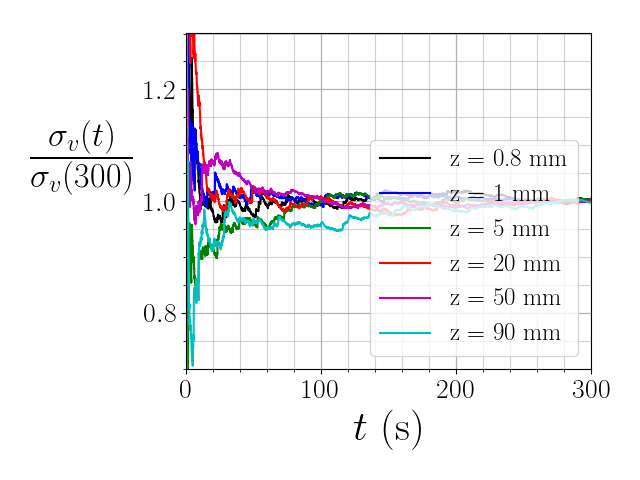 1.2
1.0
0.8
σ_v(t)
σ_v(300)
z = 0.8 mm
z = 1 mm
z = 5 mm
z = 20 mm
z = 50 mm
z = 90 mm
0 100 200 300
t (s)